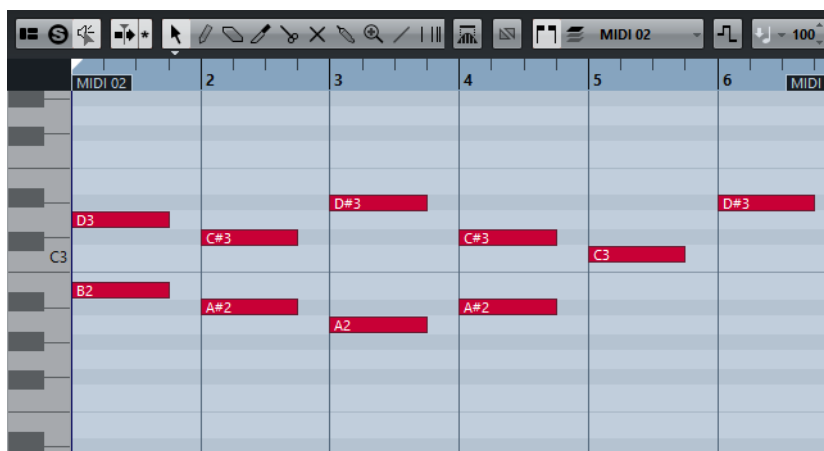 MIDI 02 100
MIDI 02 2 3 4 5 6 MIDI
D#3 D#3
D3
C#3 C#3
C3 C3
B2
A#2 A#2
A2